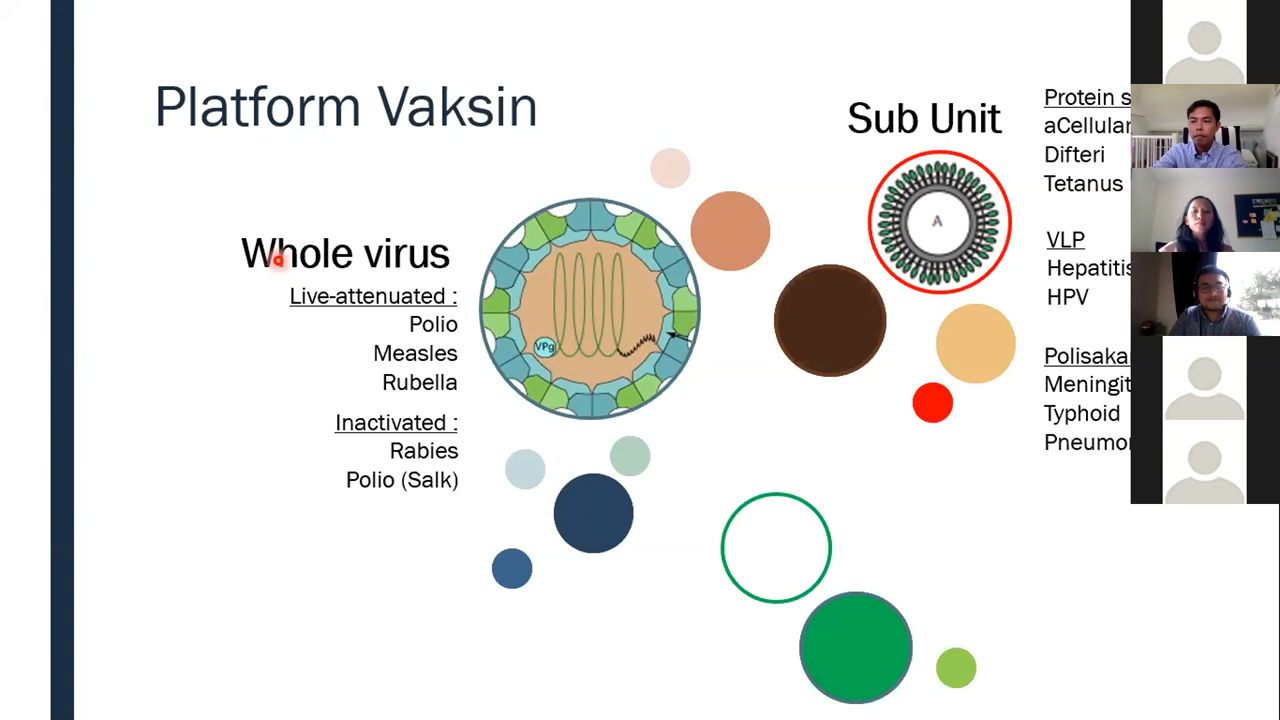 Platform Vaksin
Whole virus
Live-attenuated :
Polio
Measles
Rubella
Inactivated :
Rabies
Polio (Salk)
VPg
Sub Unit
A
Protein s
aCellular
Difteri
Tetanus
VLP
Hepatitis
HPV
Polisaka
Meningit
Typhoid
Pneumo